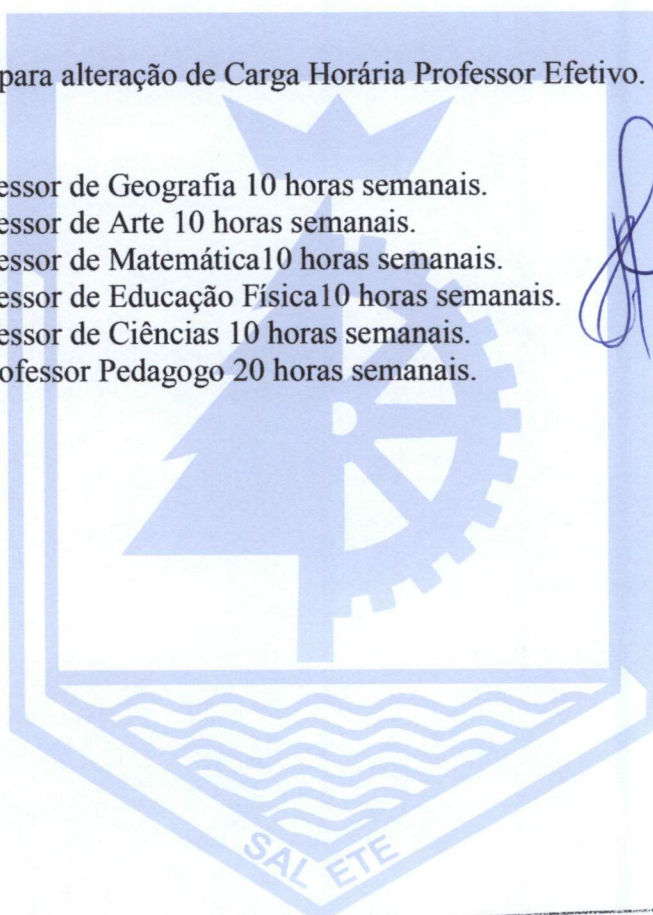 para alteração de Carga Horária Professor Efetivo.
essor de Geografia 10 horas semanais.
essor de Arte 10 horas semanais.
essor de Matemática10 horas semanais.
essor de Educação Física10 horas semanais.
essor de Ciências 10 horas semanais.
ofessor Pedagogo 20 horas semanais.
SAL ETE